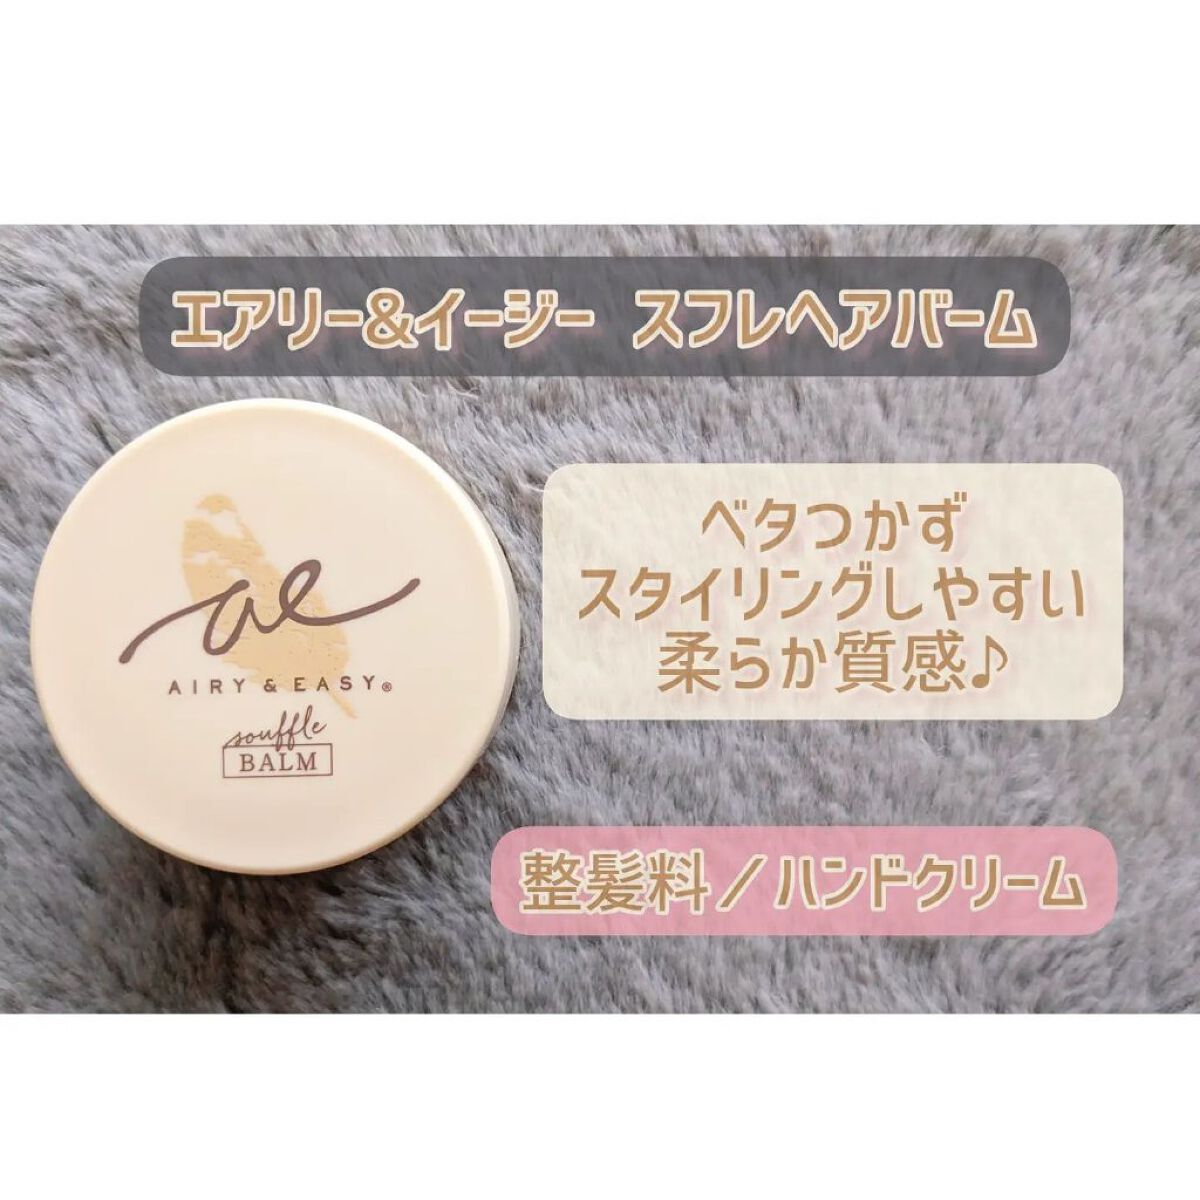 エアリー&イージー スフレヘアバーム
ae
AIRY & EASY®
souffle
BALM
ベタつかず
スタイリングしやすい
柔らか質感♪
整髪料／ハンドクリーム